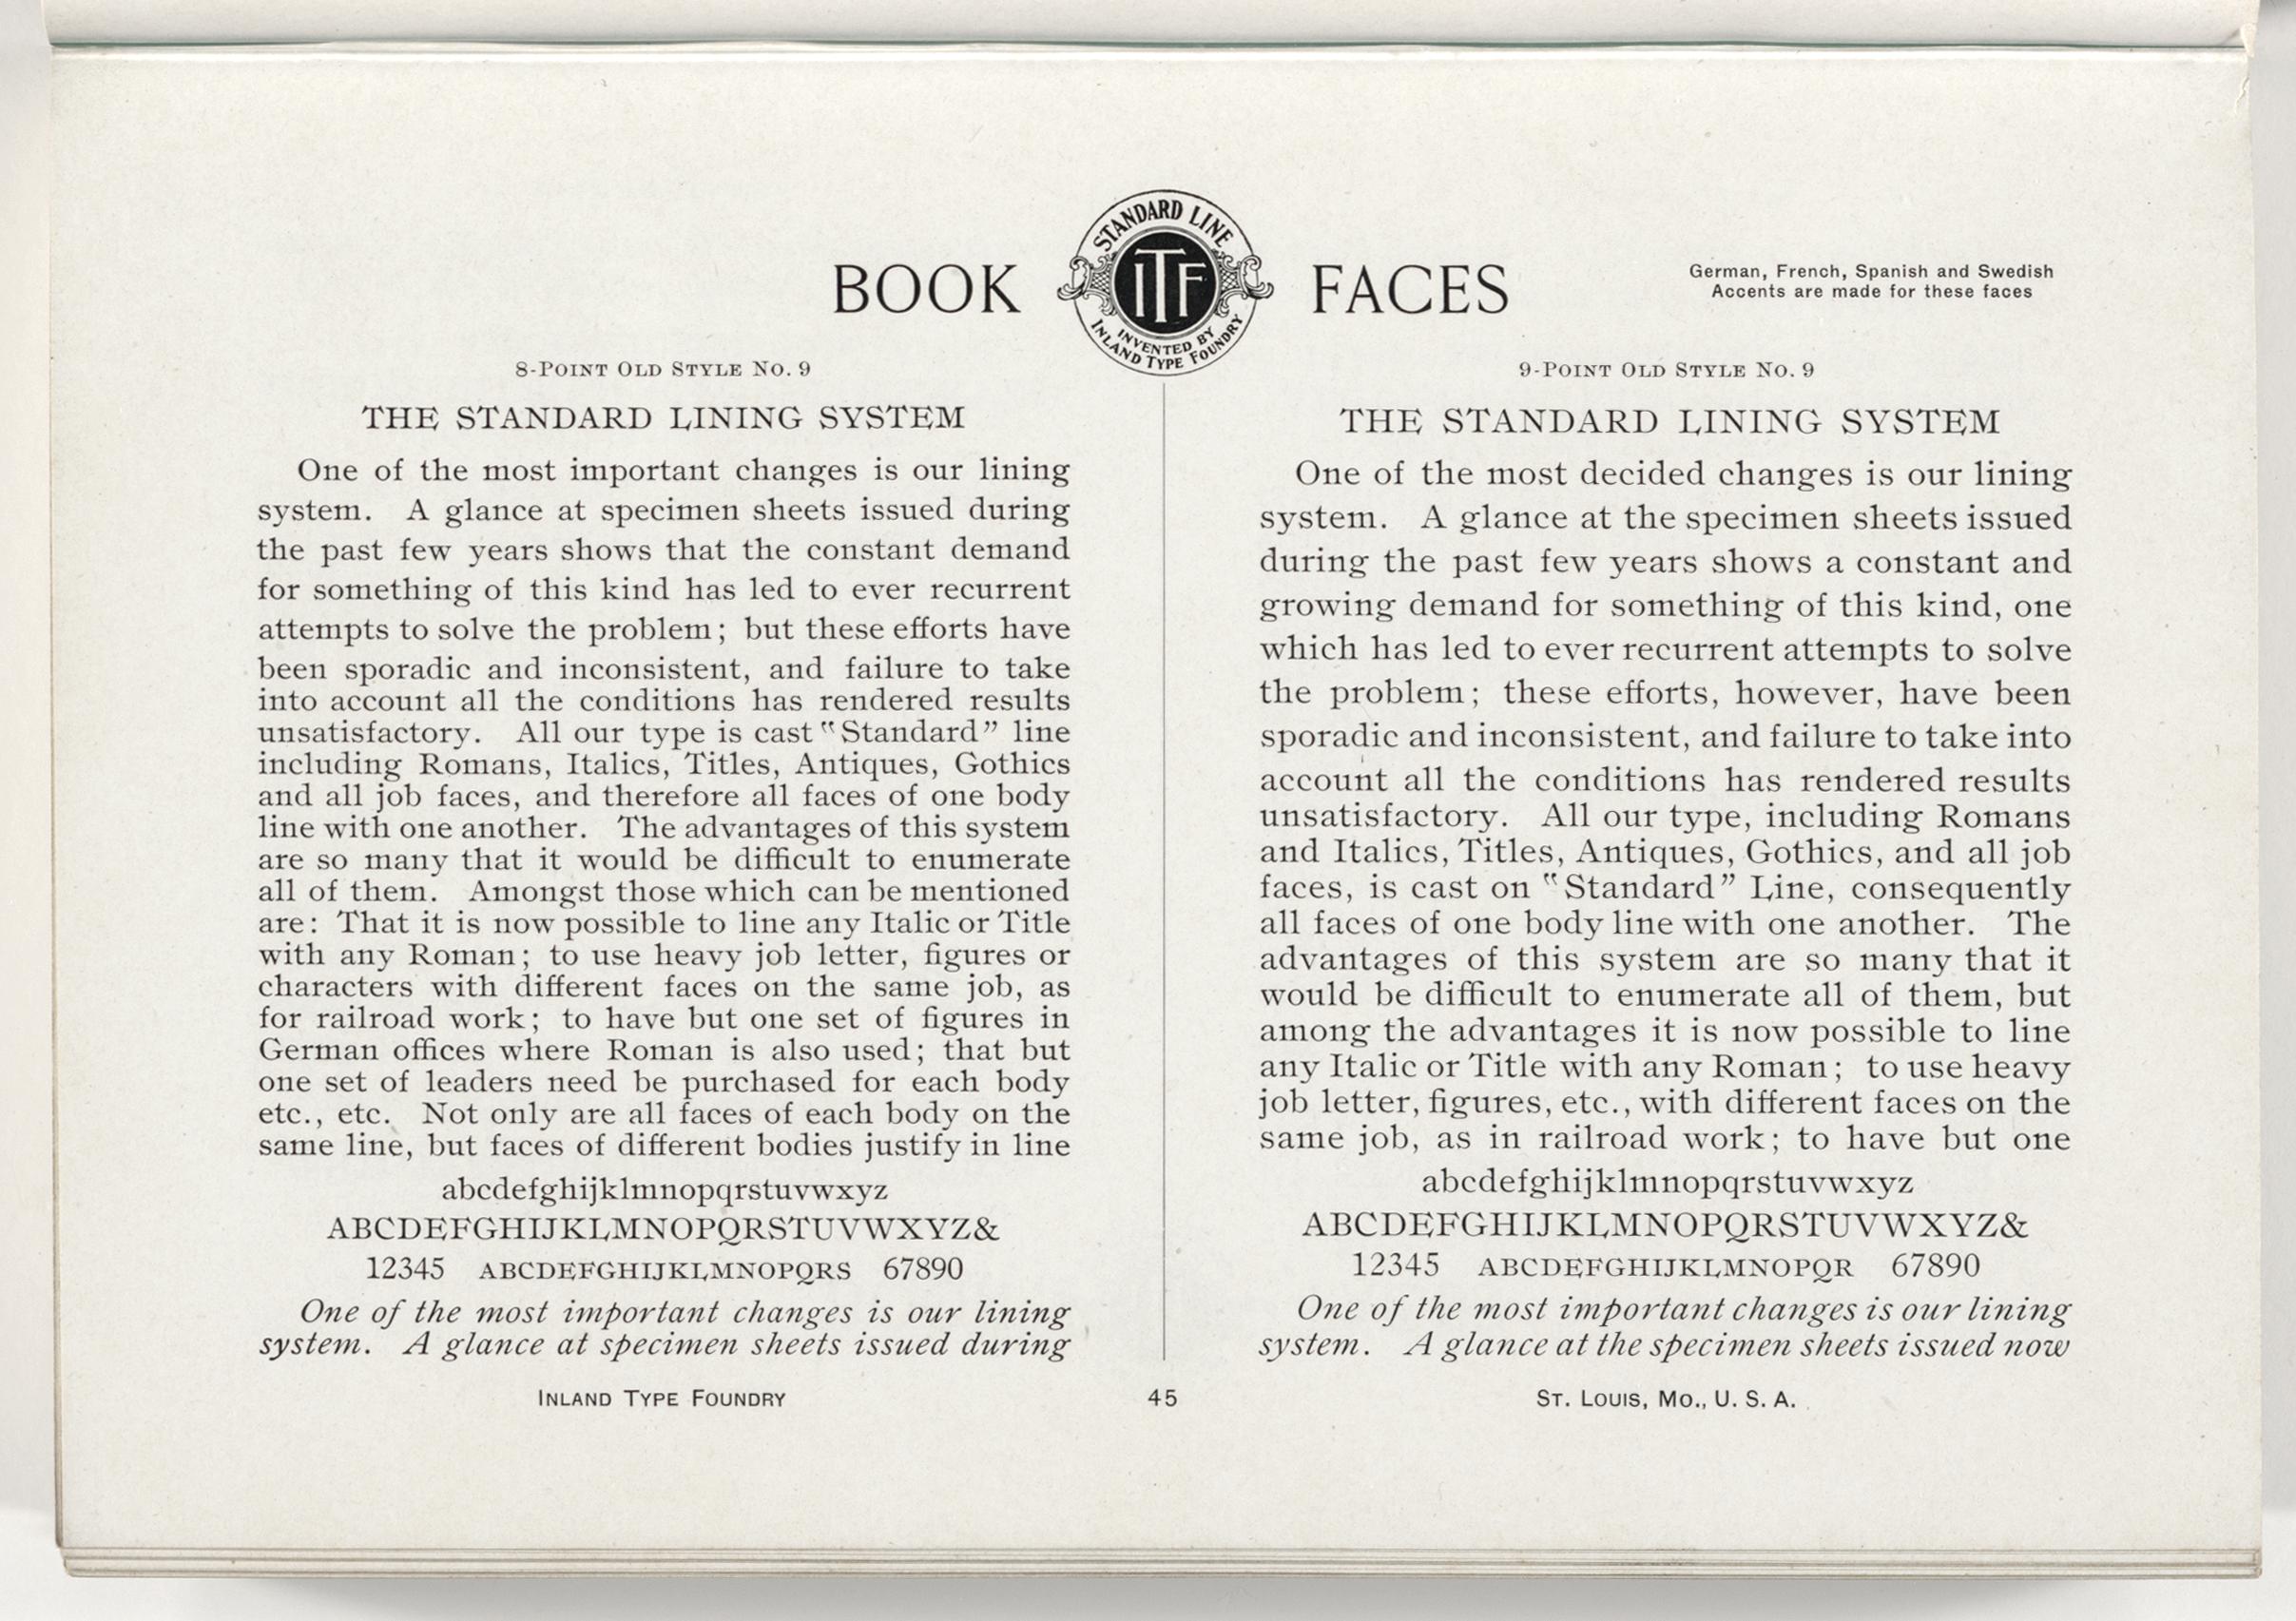 BOOK FACES
STANDARD LINE
ITF
INVENTED BY
INLAND TYPE FOUNDRY
German, French, Spanish and Swedish
Accents are made for these faces
8-POINT OLD STYLE NO. 9
THE STANDARD LINING SYSTEM
One of the most important changes is our lining
system. A glance at specimen sheets issued during
the past few years shows that the constant demand
for something of this kind has led to ever recurrent
attempts to solve the problem; but these efforts have
been sporadic and inconsistent, and failure to take
into account all the conditions has rendered results
unsatisfactory. All our type is cast “Standard” line
including Romans, Italics, Titles, Antiques, Gothics
and all job faces, and therefore all faces of one body
line with one another. The advantages of this system
are so many that it would be difficult to enumerate
all of them. Amongst those which can be mentioned
are: That it is now possible to line any Italic or Title
with any Roman; to use heavy job letter, figures or
characters with different faces on the same job, as
for railroad work; to have but one set of figures in
German offices where Roman is also used; that but
one set of leaders need be purchased for each body
etc., etc. Not only are all faces of each body on the
same line, but faces of different bodies justify in line
abcdefghijklmnopqrstuvwxyz
ABCDEFGHIJKLMNOPQRSTUVWXYZ&
12345 ABCDEFGHIJKLMNOPQRS 67890
One of the most important changes is our lining
system. A glance at specimen sheets issued during
9-POINT OLD STYLE NO. 9
THE STANDARD LINING SYSTEM
One of the most decided changes is our lining
system. A glance at the specimen sheets issued
during the past few years shows a constant and
growing demand for something of this kind, one
which has led to ever recurrent attempts to solve
the problem; these efforts, however, have been
sporadic and inconsistent, and failure to take into
account all the conditions has rendered results
unsatisfactory. All our type, including Romans
and Italics, Titles, Antiques, Gothics, and all job
faces, is cast on “Standard” Line, consequently
all faces of one body line with one another. The
advantages of this system are so many that it
would be difficult to enumerate all of them, but
among the advantages it is now possible to line
any Italic or Title with any Roman; to use heavy
job letter, figures, etc., with different faces on the
same job, as in railroad work; to have but one
abcdefghijklmnopqrstuvwxyz
ABCDEFGHIJKLMNOPQRSTUVWXYZ&
12345 ABCDEFGHIJKLMNOPQR 67890
One of the most important changes is our lining
system. A glance at the specimen sheets issued now
INLAND TYPE FOUNDRY
45
ST. LOUIS, MO., U. S. A.